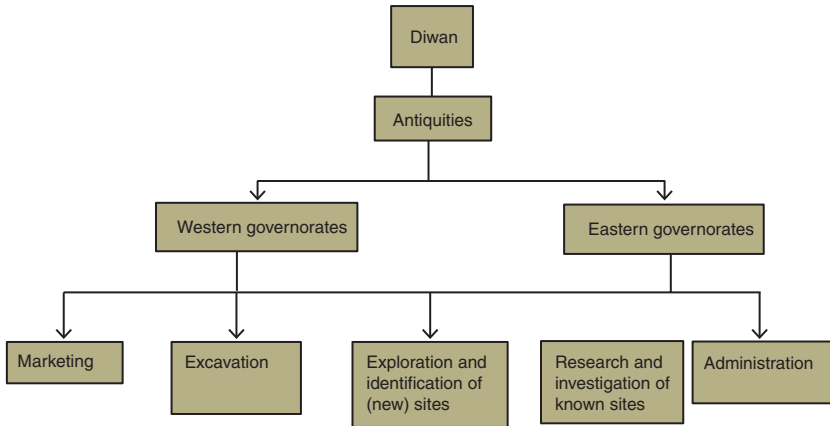 Diwan
Antiquities
Western governorates
Eastern governorates
Marketing
Excavation
Exploration and
identification of
(new) sites
Research and
investigation of
known sites
Administration